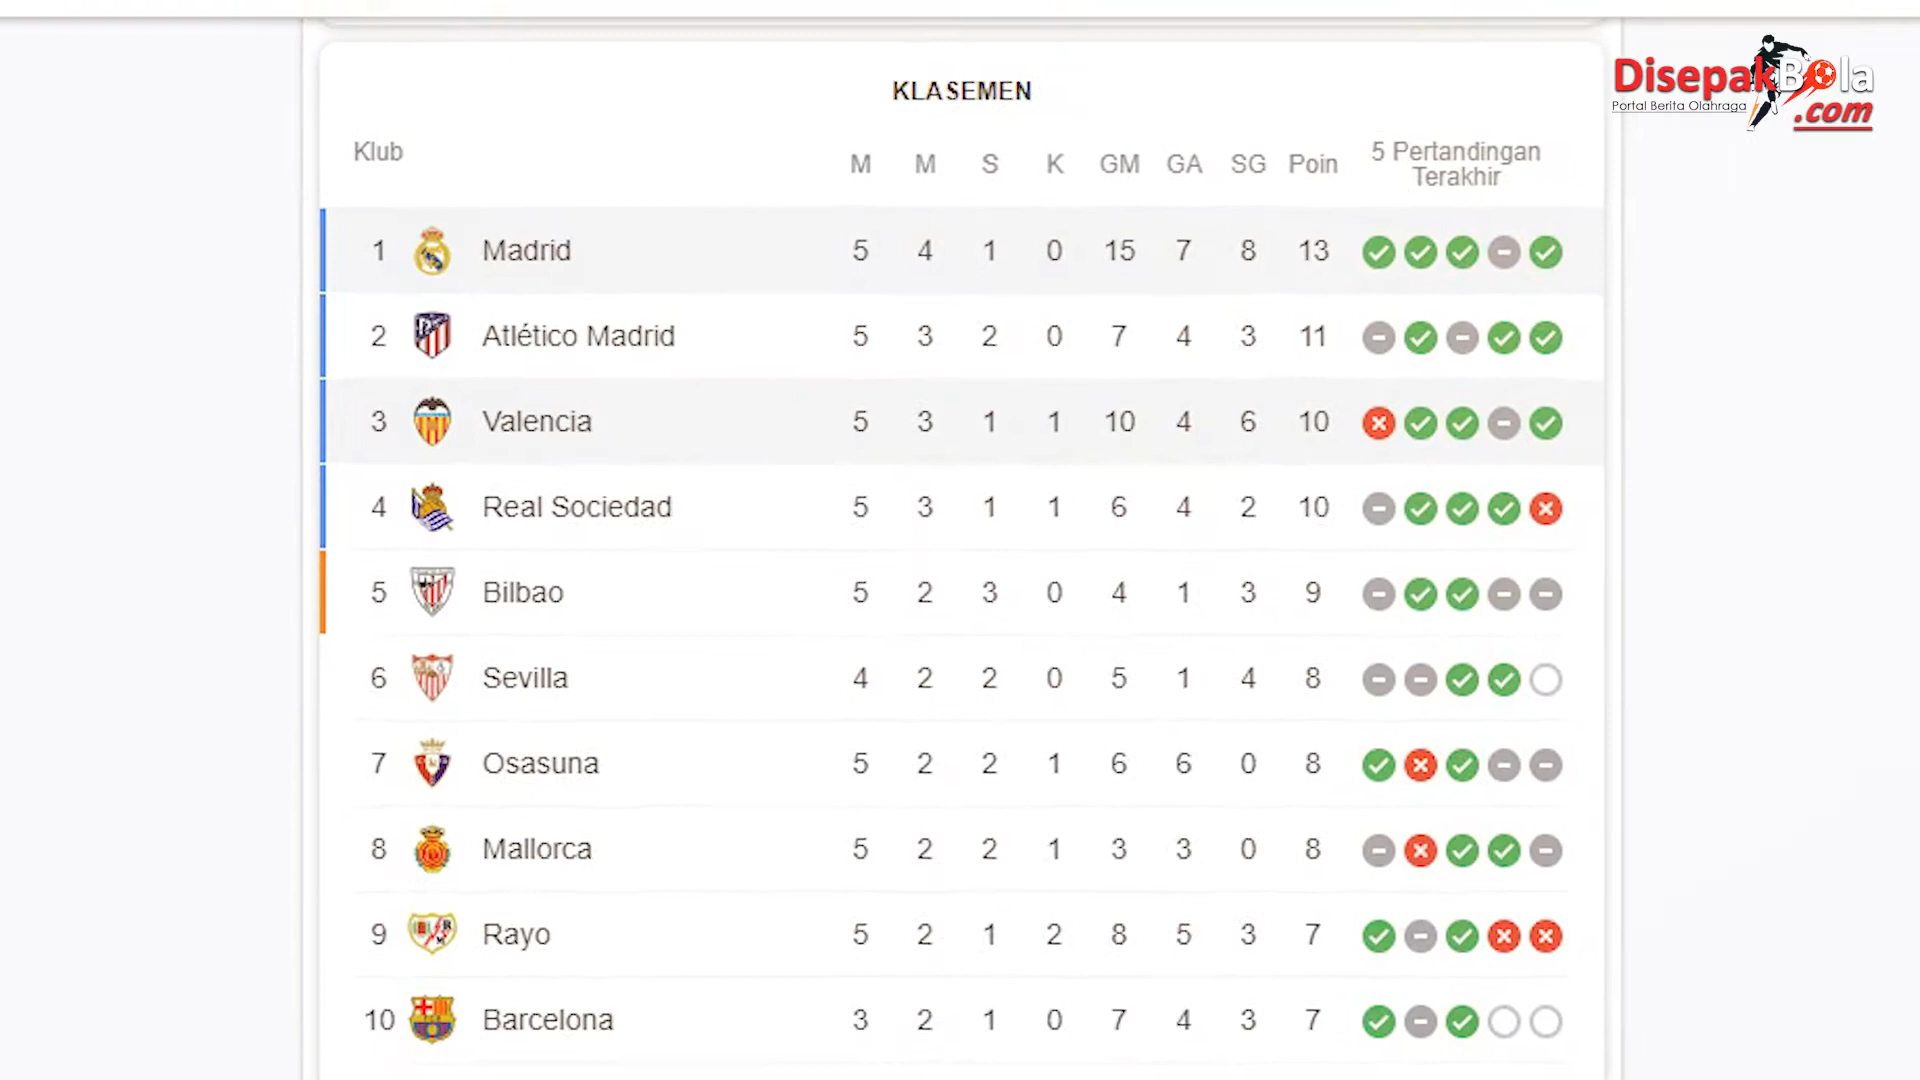 DisepakBola
Portal Berita Olahraga
.com
KLASEMEN
Klub M M S K GM GA SG Poin 5 Pertandingan
Terakhir
1 Madrid 5 4 1 0 15 7 8 13
2 Atlético Madrid 5 3 2 0 7 4 3 11
3 Valencia 5 3 1 1 10 4 6 10
4 Real Sociedad 5 3 1 1 6 4 2 10
5 Bilbao 5 2 3 0 4 1 3 9
6 Sevilla 4 2 2 0 5 1 4 8
7 Osasuna 5 2 2 1 6 6 0 8
8 Mallorca 5 2 2 1 3 3 0 8
9 Rayo 5 2 1 2 8 5 3 7
10 Barcelona 3 2 1 0 7 4 3 7